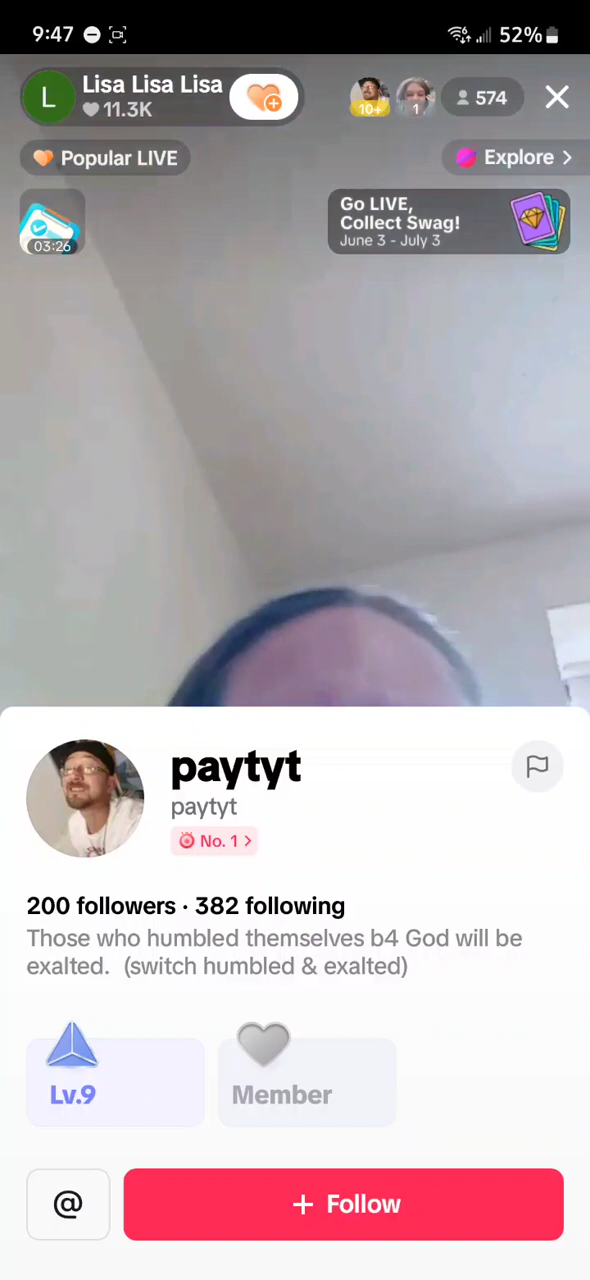 9:47
52%
L
Lisa Lisa Lisa
11.3K
10+
1
574
Popular LIVE
Explore >
03:26
Go LIVE,
Collect Swag!
June 3 - July 3
paytyt
paytyt
No. 1 >
200 followers · 382 following
Those who humbled themselves b4 God will be
exalted. (switch humbled & exalted)
Lv.9
Member
@
+ Follow